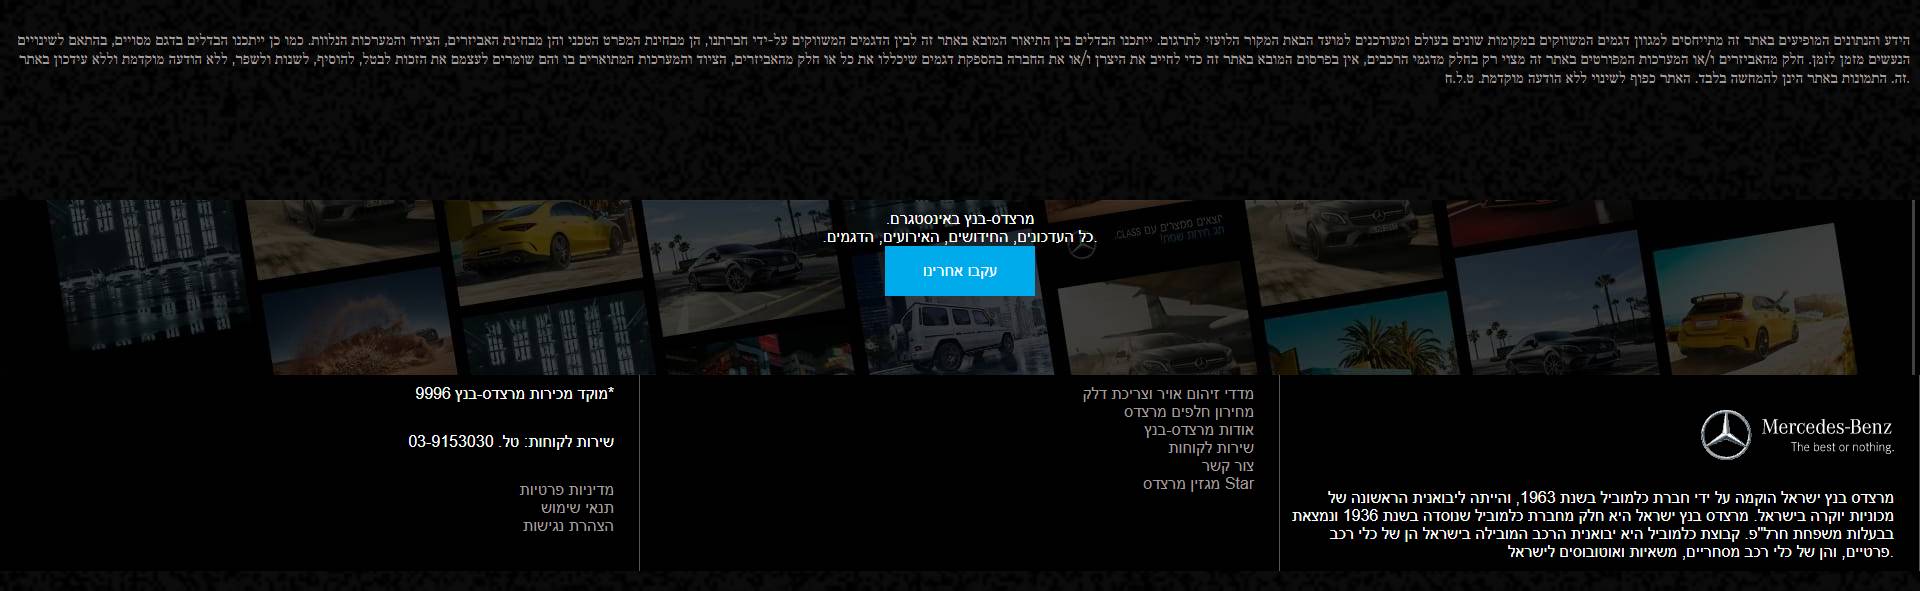 הידע והנתונים המופיעים באתר זה מתייחסים למגוון דגמים המשווקים במקומות שונים בעולם ומעודכנים למועד הבאת המקור הלועזי לתרגום. ייתכנו הבדלים בין התיאור המובא באתר זה לבין הדגמים המשווקים על-ידי חברתנו, הן מבחינת המפרט הטכני והן מבחינת האביזרים, הציוד והמערכות הנלוות. כמו כן ייתכנו הבדלים בדגם מסויים, בהתאם לשינויים
הנעשים מזמן לזמן. חלק מהאביזרים ו/או המערכות המפורטים באתר זה מצוי רק בחלק מדגמי הרכבים, אין בפרסום המובא באתר זה כדי לחייב את היצרן ו/או את החברה בהספקת דגמים שיכללו את כל או חלק מהאביזרים, הציוד והמערכות המתוארים בו והם שומרים לעצמם את הזכות לבטל, להוסיף, לשנות ולשפר, ללא הודעה מוקדמת וללא עידכון באתר
.זה. התמונות באתר הינן להמחשה בלבד. האתר כפוף לשינוי ללא הודעה מוקדמת. ט.ל.ח
מרצדס-בנץ באינסטגרם.
.כל העדכונים, החידושים, האירועים, הדגמים.
עקבו אחרינו
יוצאים ממצרים עם CLASS.
חג חירות שמח!
Mercedes-Benz
The best or nothing.
מרצדס בנץ ישראל הוקמה על ידי חברת כלמוביל בשנת 1963, והייתה ליבואנית הראשונה של
מכוניות יוקרה בישראל. מרצדס בנץ ישראל היא חלק מחברת כלמוביל שנוסדה בשנת 1936 ונמצאת
בבעלות משפחת חרל"פ. קבוצת כלמוביל היא יבואנית הרכב המובילה בישראל הן של כלי רכב
.פרטיים, והן של כלי רכב מסחריים, משאיות ואוטובוסים לישראל
מדדי זיהום אויר וצריכת דלק
מחירון חלפים מרצדס
אודות מרצדס-בנץ
שירות לקוחות
צור קשר
Star מגזין מרצדס
*מוקד מכירות מרצדס-בנץ 9996
שירות לקוחות: טל. 03-9153030
מדיניות פרטיות
תנאי שימוש
הצהרת נגישות